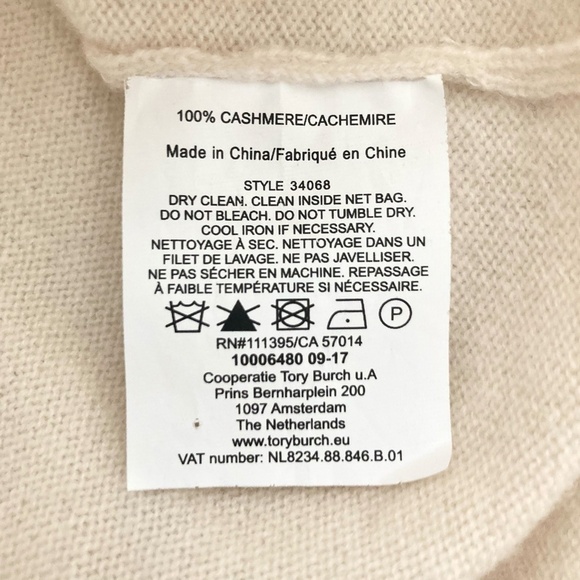 100% CASHMERE/CACHEMIRE
Made in China/Fabriqué en Chine
STYLE 34068
DRY CLEAN. CLEAN INSIDE NET BAG.
DO NOT BLEACH. DO NOT TUMBLE DRY.
COOL IRON IF NECESSARY.
NETTOYAGE À SEC. NETTOYAGE DANS UN
FILET DE LAVAGE. NE PAS JAVELLISER.
NE PAS SÉCHER EN MACHINE. REPASSAGE
À FAIBLE TEMPÉRATURE SI NÉCESSAIRE.
P
RN#111395/CA 57014
10006480 09-17
Cooperatie Tory Burch u.A
Prins Bernharplein 200
1097 Amsterdam
The Netherlands
www.toryburch.eu
VAT number: NL8234.88.846.B.01